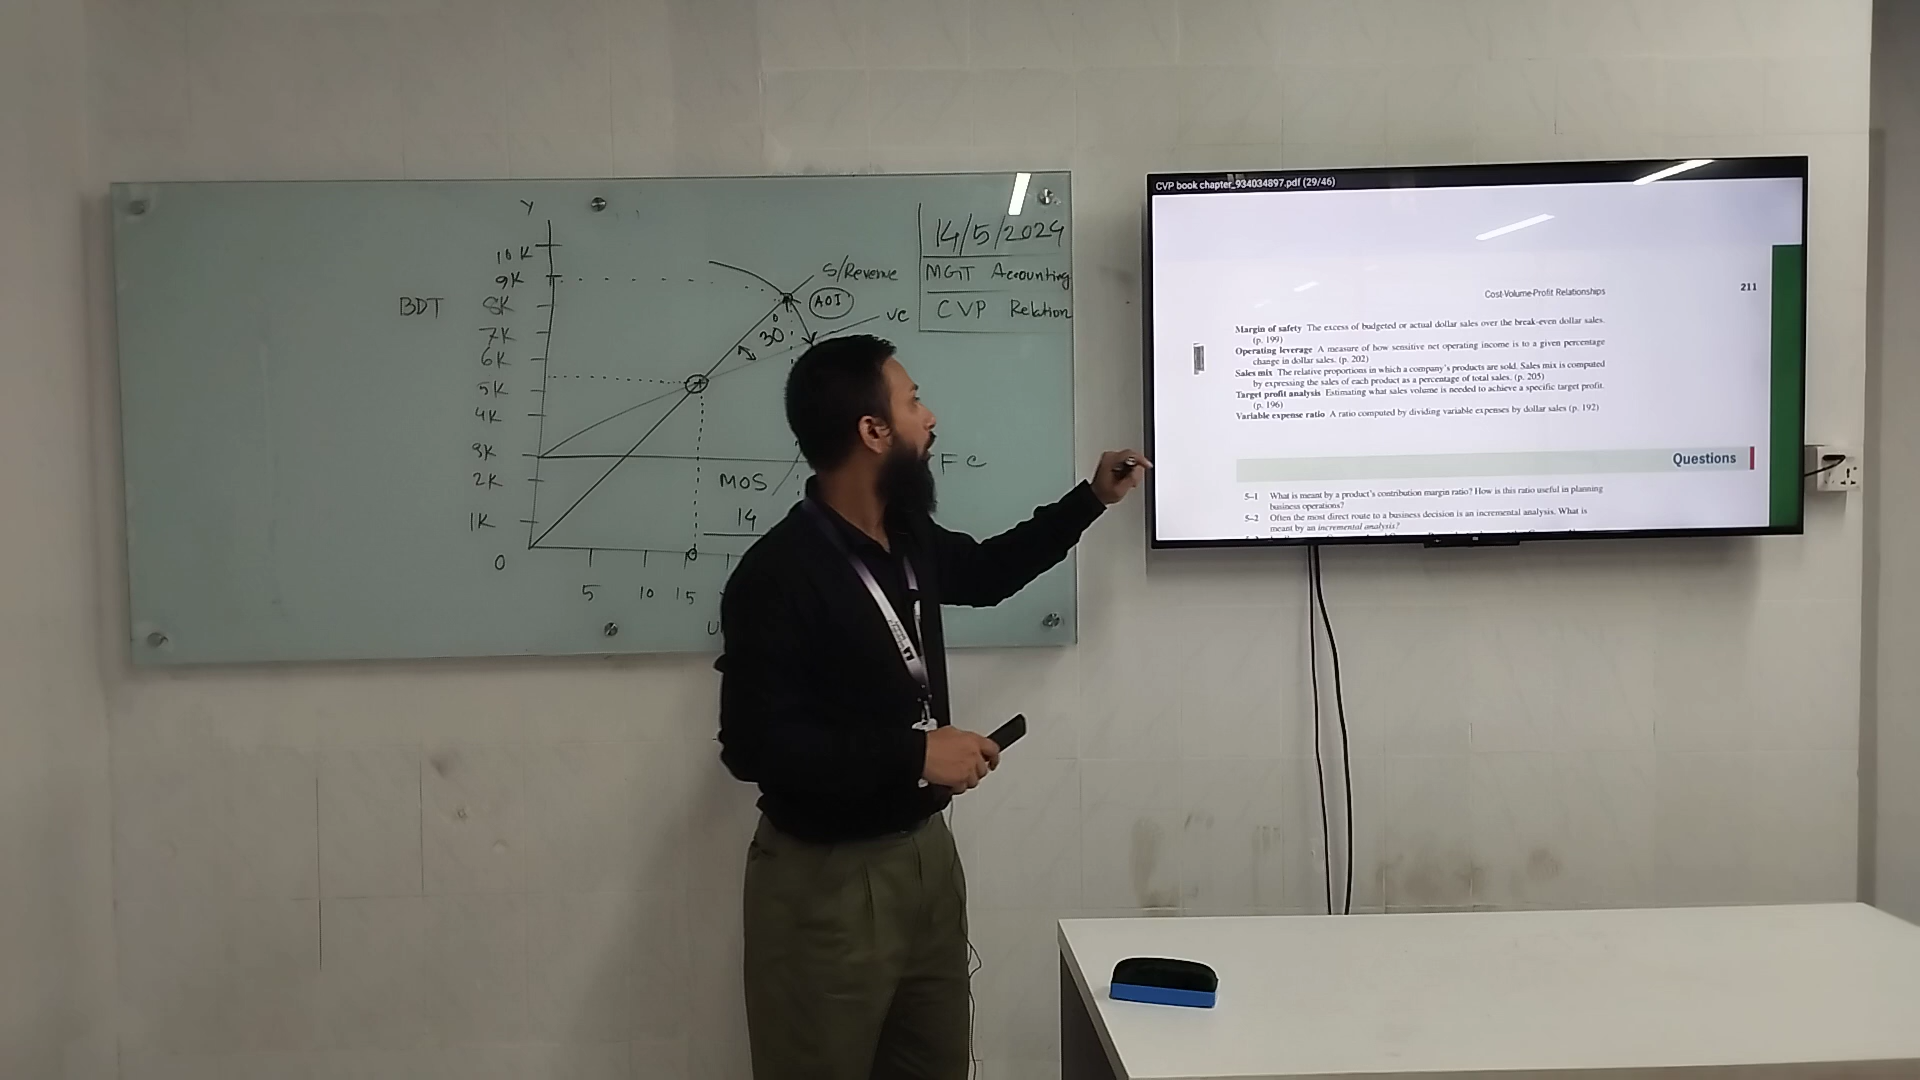 Y
10K
9K
BDT 8K
7K
6K
5K
4K
3K
2K
1K
0
5 10 15
U
S/Revenue
AOI
VC
30°
FC
MOS
14
14/5/2024
MGT Accounting
CVP Relation
CVP book chapter_934034897.pdf (29/46)
Cost-Volume-Profit Relationships 211
Margin of safety The excess of budgeted or actual dollar sales over the break-even dollar sales.
(p. 199)
Operating leverage A measure of how sensitive net operating income is to a given percentage
change in dollar sales. (p. 202)
Sales mix The relative proportions in which a company's products are sold. Sales mix is computed
by expressing the sales of each product as a percentage of total sales. (p. 205)
Target profit analysis Estimating what sales volume is needed to achieve a specific target profit.
(p. 196)
Variable expense ratio A ratio computed by dividing variable expenses by dollar sales (p. 192)
Questions
5–1 What is meant by a product's contribution margin ratio? How is this ratio useful in planning
business operations?
5–2 Often the most direct route to a business decision is an incremental analysis. What is
meant by an incremental analysis?